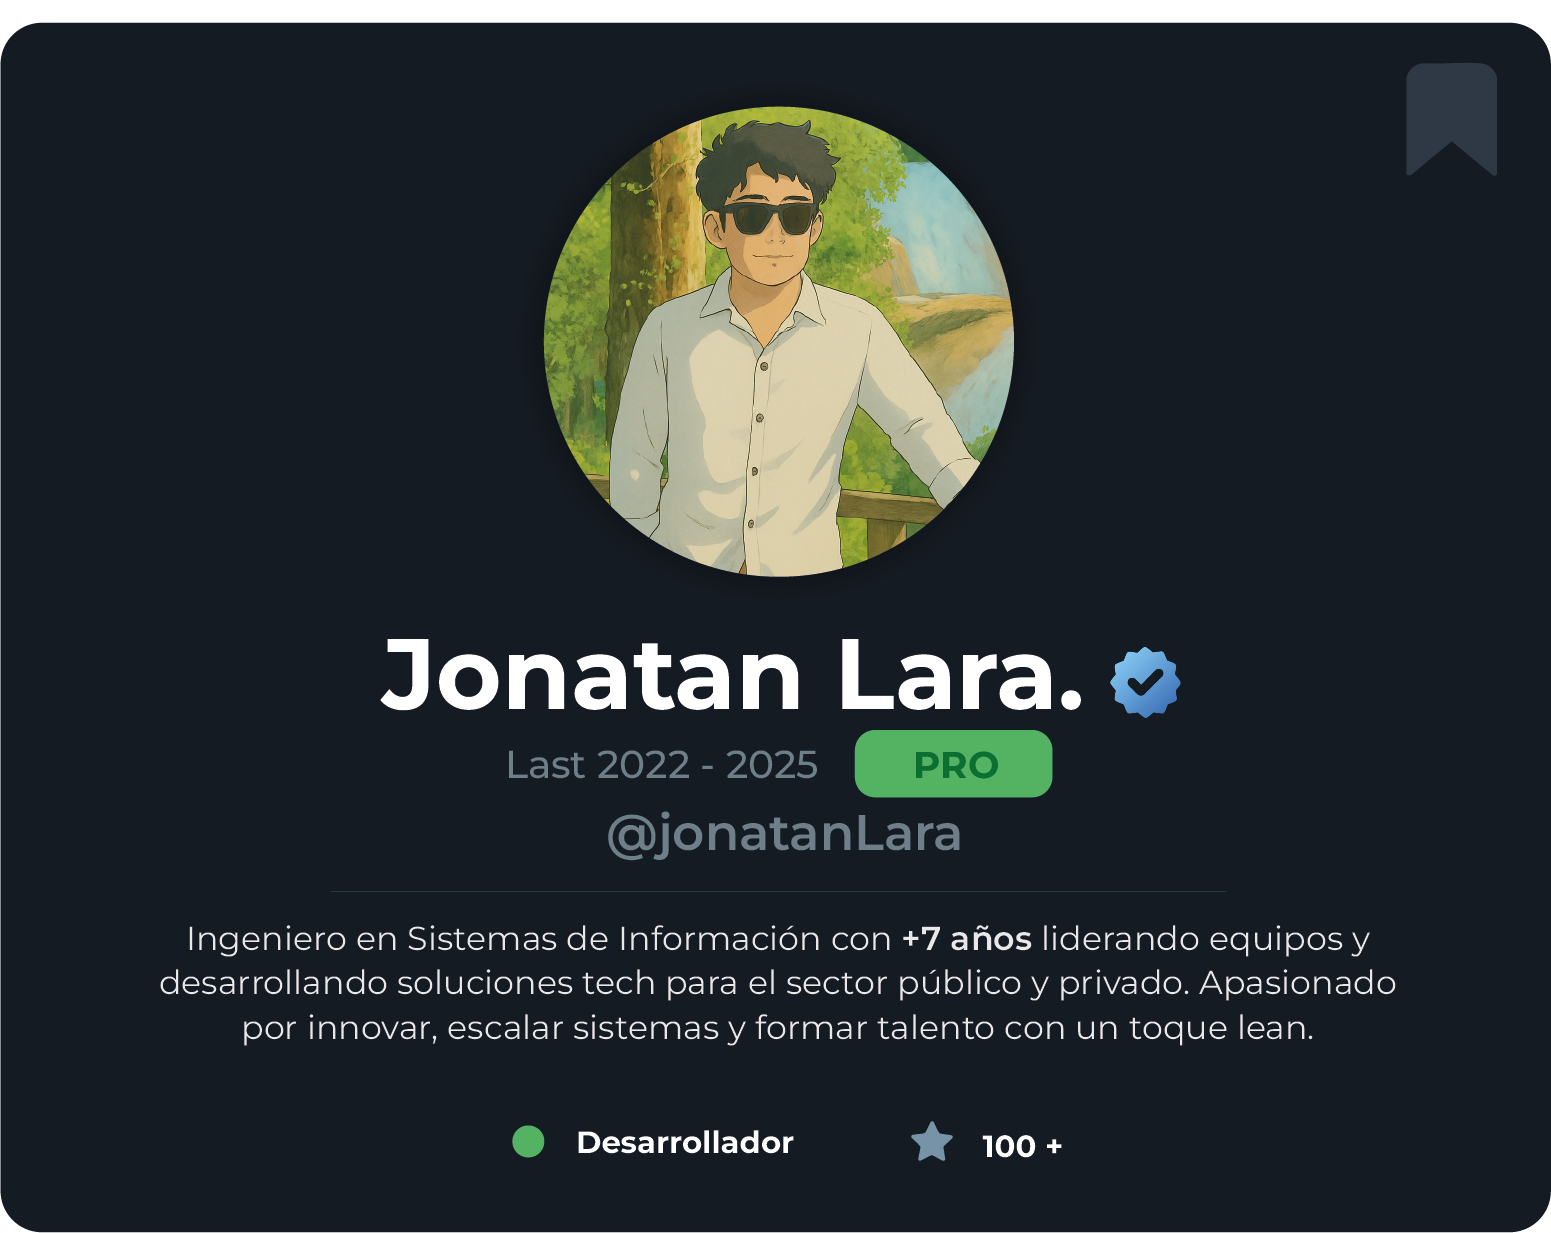 Jonatan Lara.
Last 2022 - 2025 PRO
@jonatanLara
Ingeniero en Sistemas de Información con +7 años liderando equipos y
desarrollando soluciones tech para el sector público y privado. Apasionado
por innovar, escalar sistemas y formar talento con un toque lean.
Desarrollador 100 +